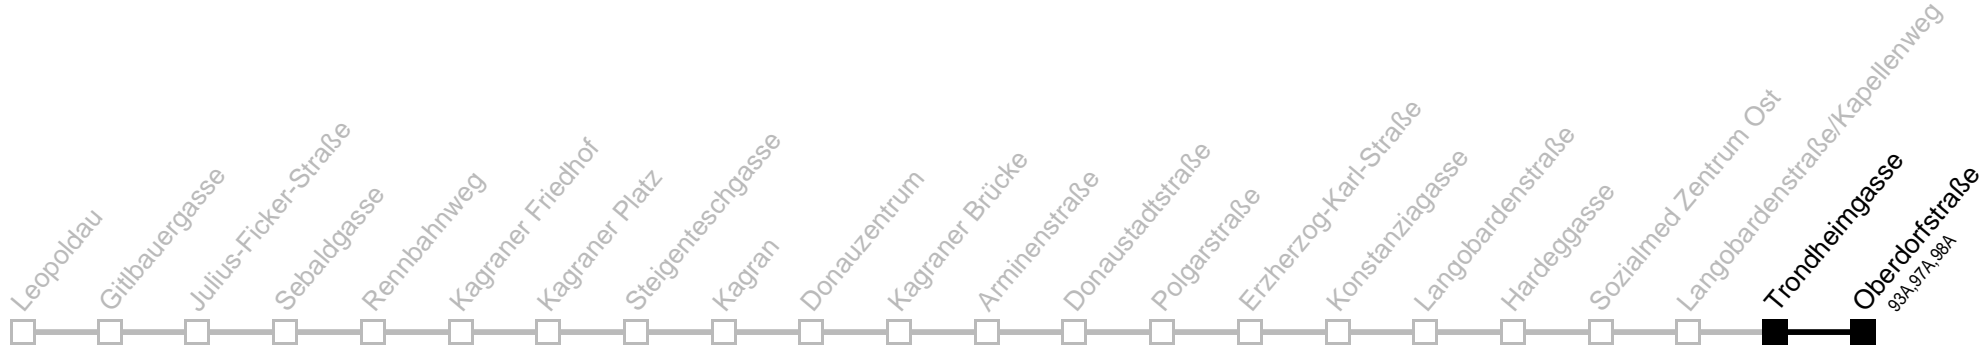 Leopoldau
Gitlbauergasse
Julius-Ficker-Straße
Sebaldgasse
Rennbahnweg
Kagraner Friedhof
Kagraner Platz
Steigenteschgasse
Kagran
Donauzentrum
Kagraner Brücke
Arminenstraße
Donaustadtstraße
Polgarstraße
Erzherzog-Karl-Straße
Konstanziagasse
Langobardenstraße
Hardeggasse
Sozialmed Zentrum Ost
Langobardenstraße/Kapellenweg
Trondheimgasse
Oberdorfstraße
93A,97A,98A